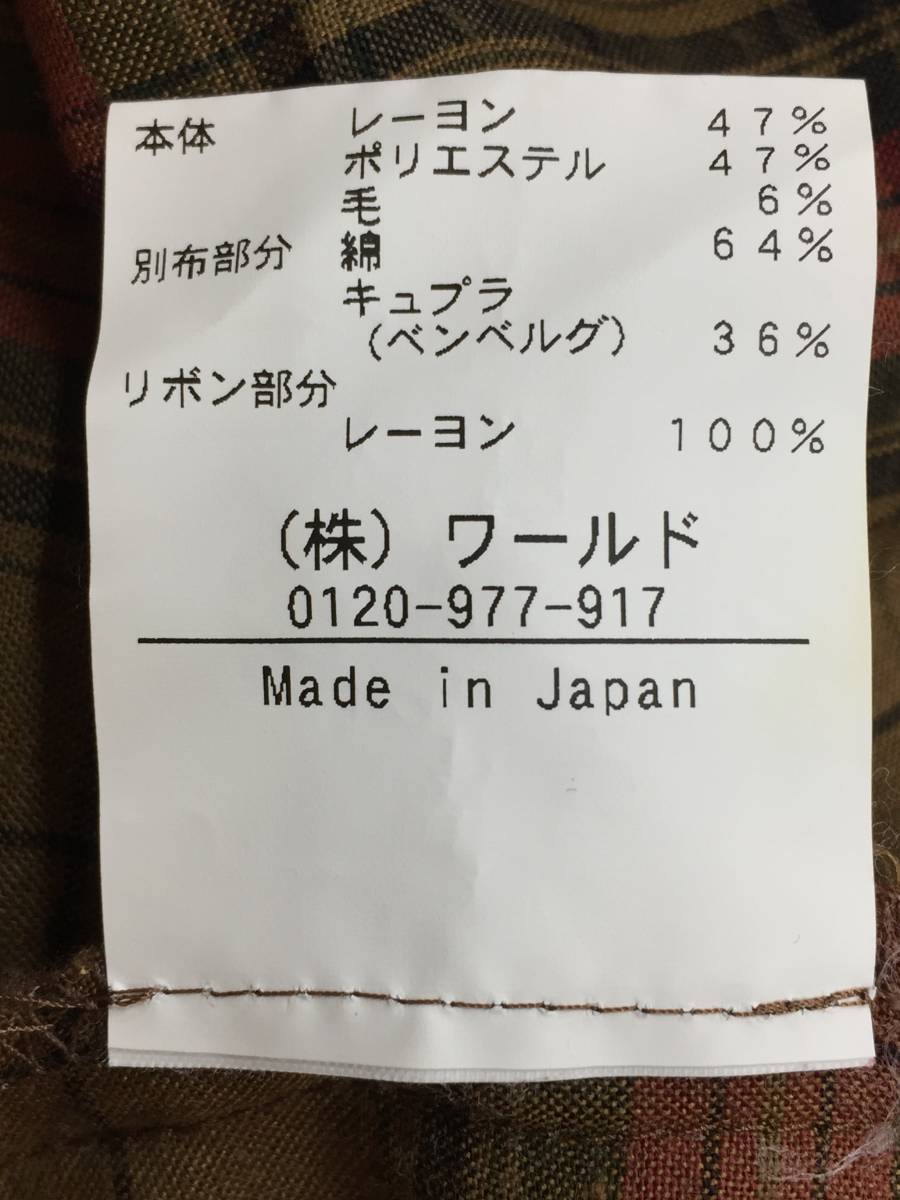 本体 レーヨン 47%
ポリエステル 47%
毛 6%
別布部分 綿 64%
キュプラ
(ベンベルグ) 36%
リボン部分
レーヨン 100%
(株) ワールド
0120-977-917
Made in Japan